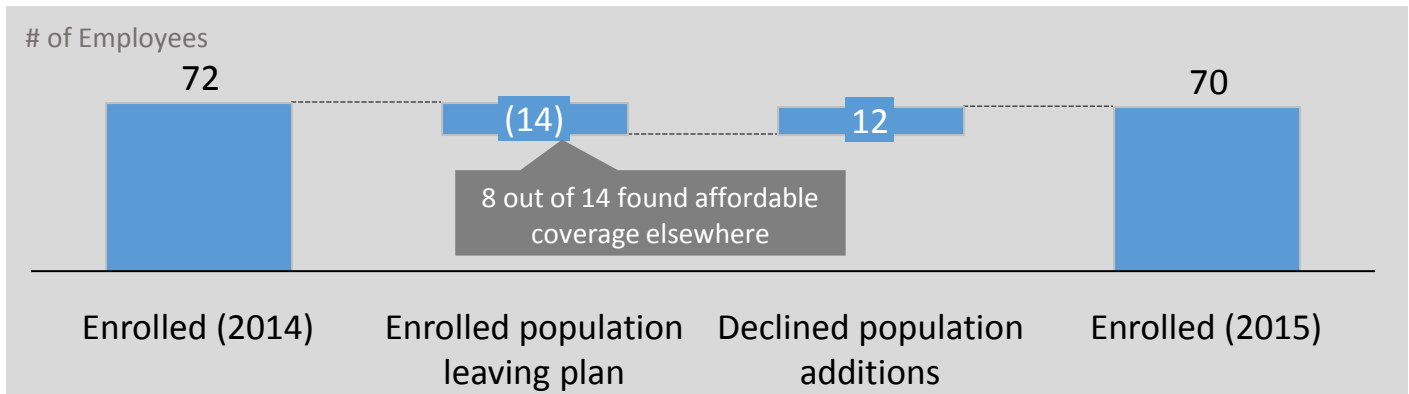 # of Employees
72
(14)
12
70
8 out of 14 found affordable
coverage elsewhere
Enrolled (2014)
Enrolled population
leaving plan
Declined population
additions
Enrolled (2015)